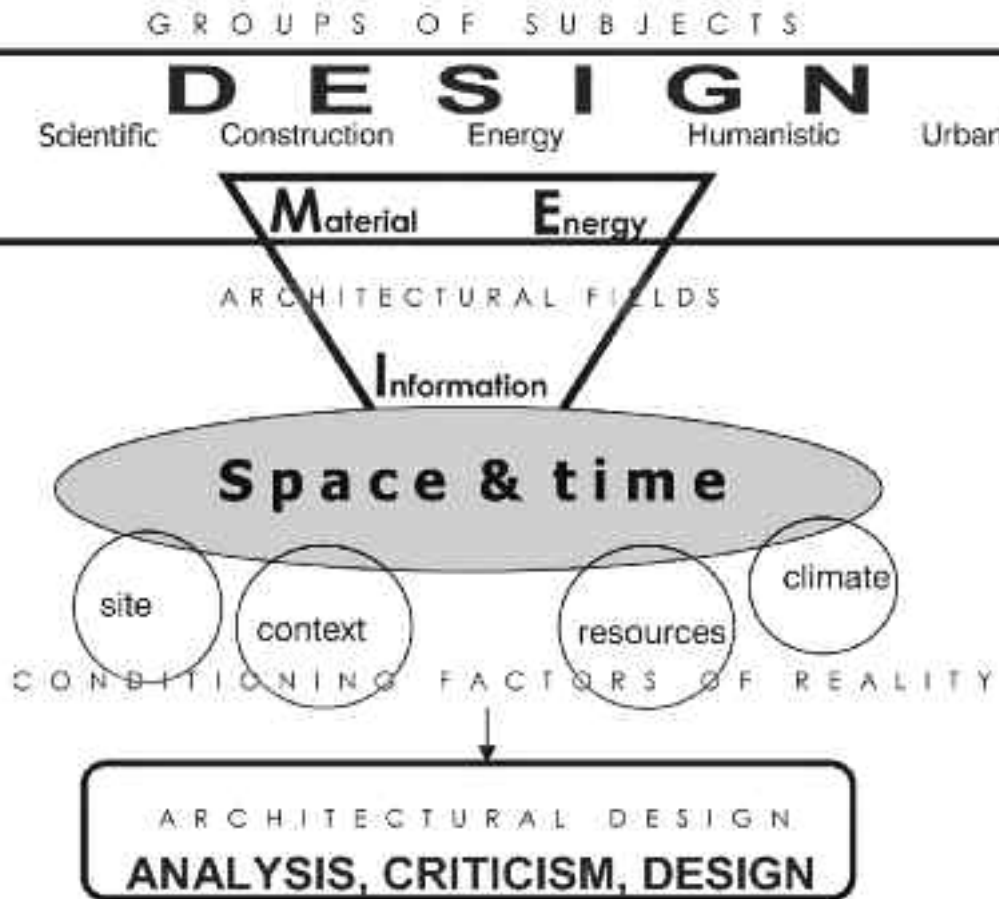 GROUPS OF SUBJECTS
DESIGN
Scientific Construction Energy Humanistic Urban
Material Energy
ARCHITECTURAL FIELDS
Information
Space & time
climate
site
context resources
CONDITIONING FACTORS OF REALITY
ARCHITECTURAL DESIGN
ANALYSIS, CRITICISM, DESIGN